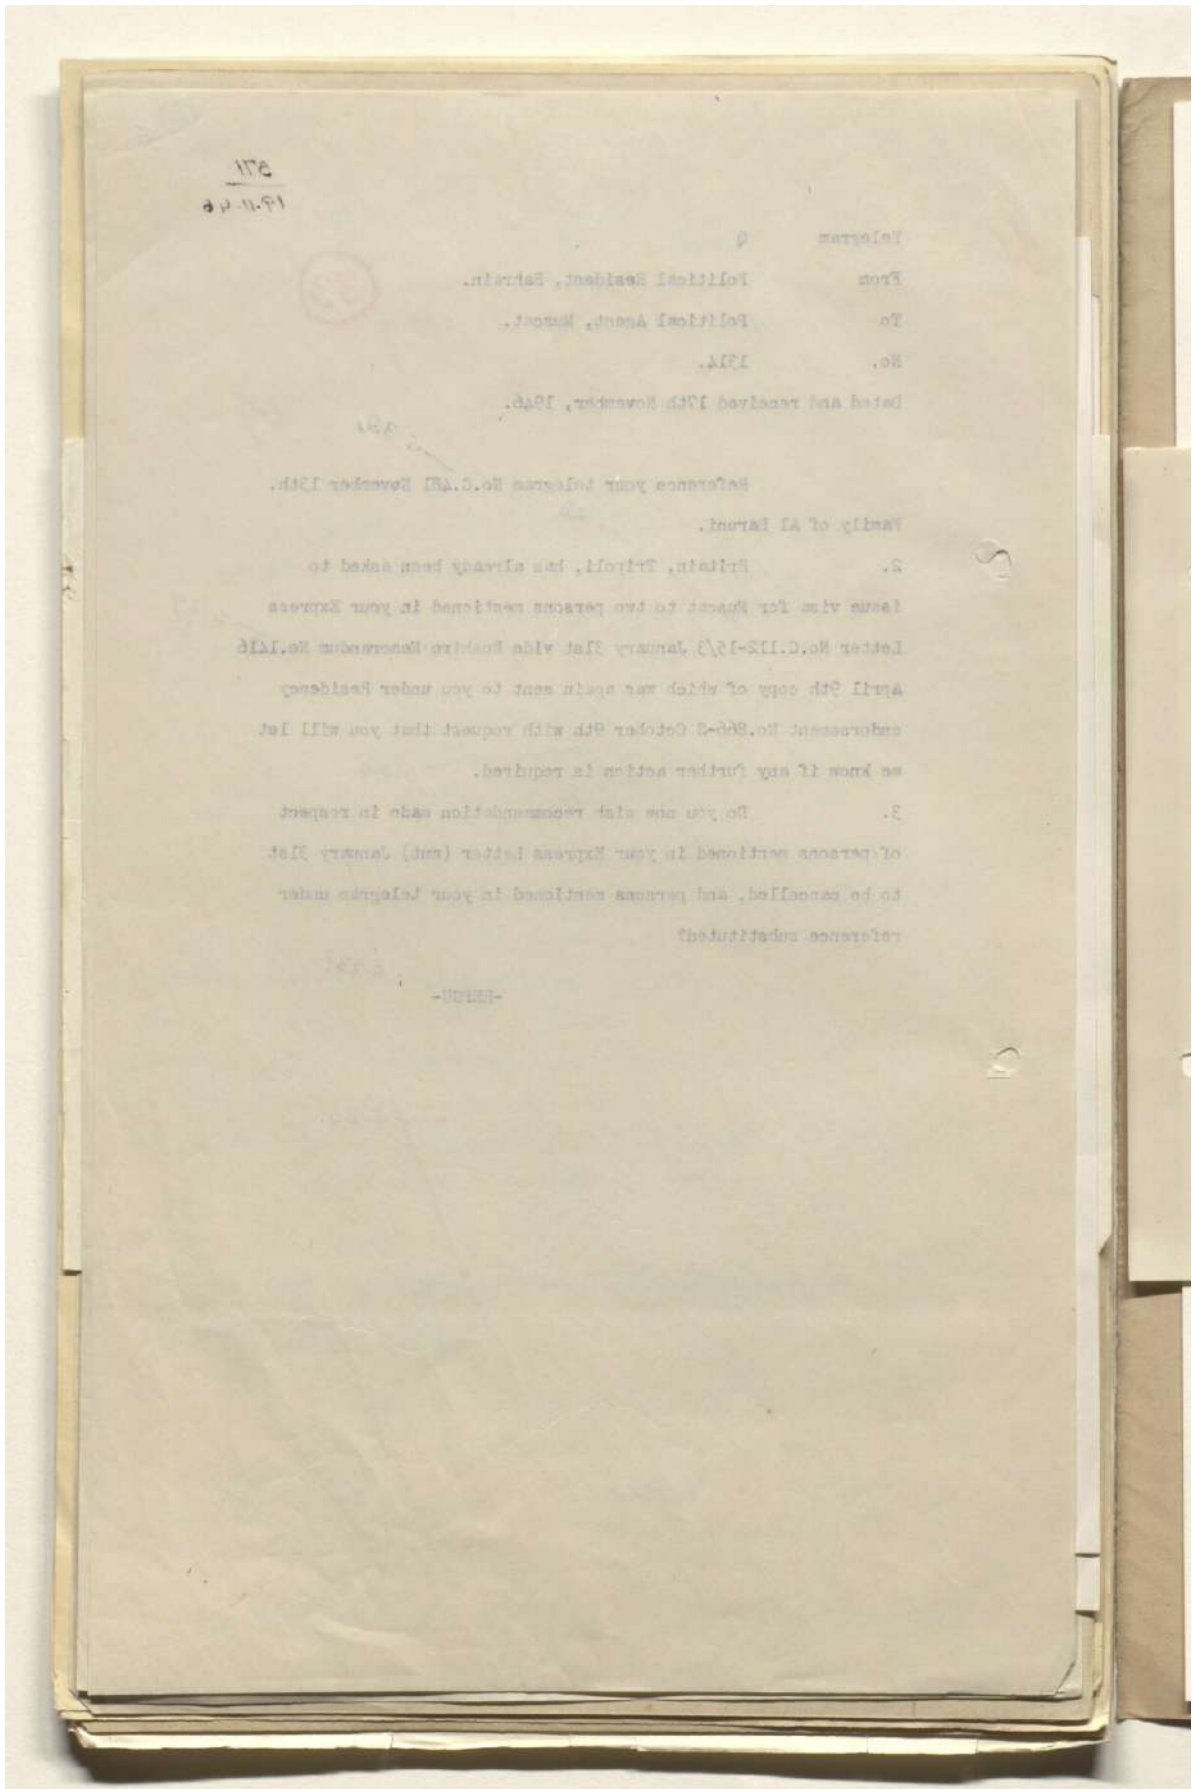 571
19.11.46
Telegram Q
From Political Resident, Bahrain.
To Political Agent, Muscat.
No. 1314.
Dated and received 17th November, 1946.
Reference your telegram No.C.481 November 13th.
Family of Al Baruni.
2. Britain, Tripoli, has already been asked to
issue visa for Muscat to two persons mentioned in your Express
Letter No.C.112-15/3 January 31st vide Bushire Memorandum No.1416
April 9th copy of which was again sent to you under Residency
endorsement No.866-S October 9th with request that you will let
me know if any further action is required.
3. Do you now wish recommendation made in respect
of persons mentioned in your Express Letter (mut) January 31st
to be cancelled, and persons mentioned in your telegram under
reference substituted?
-REPGU-